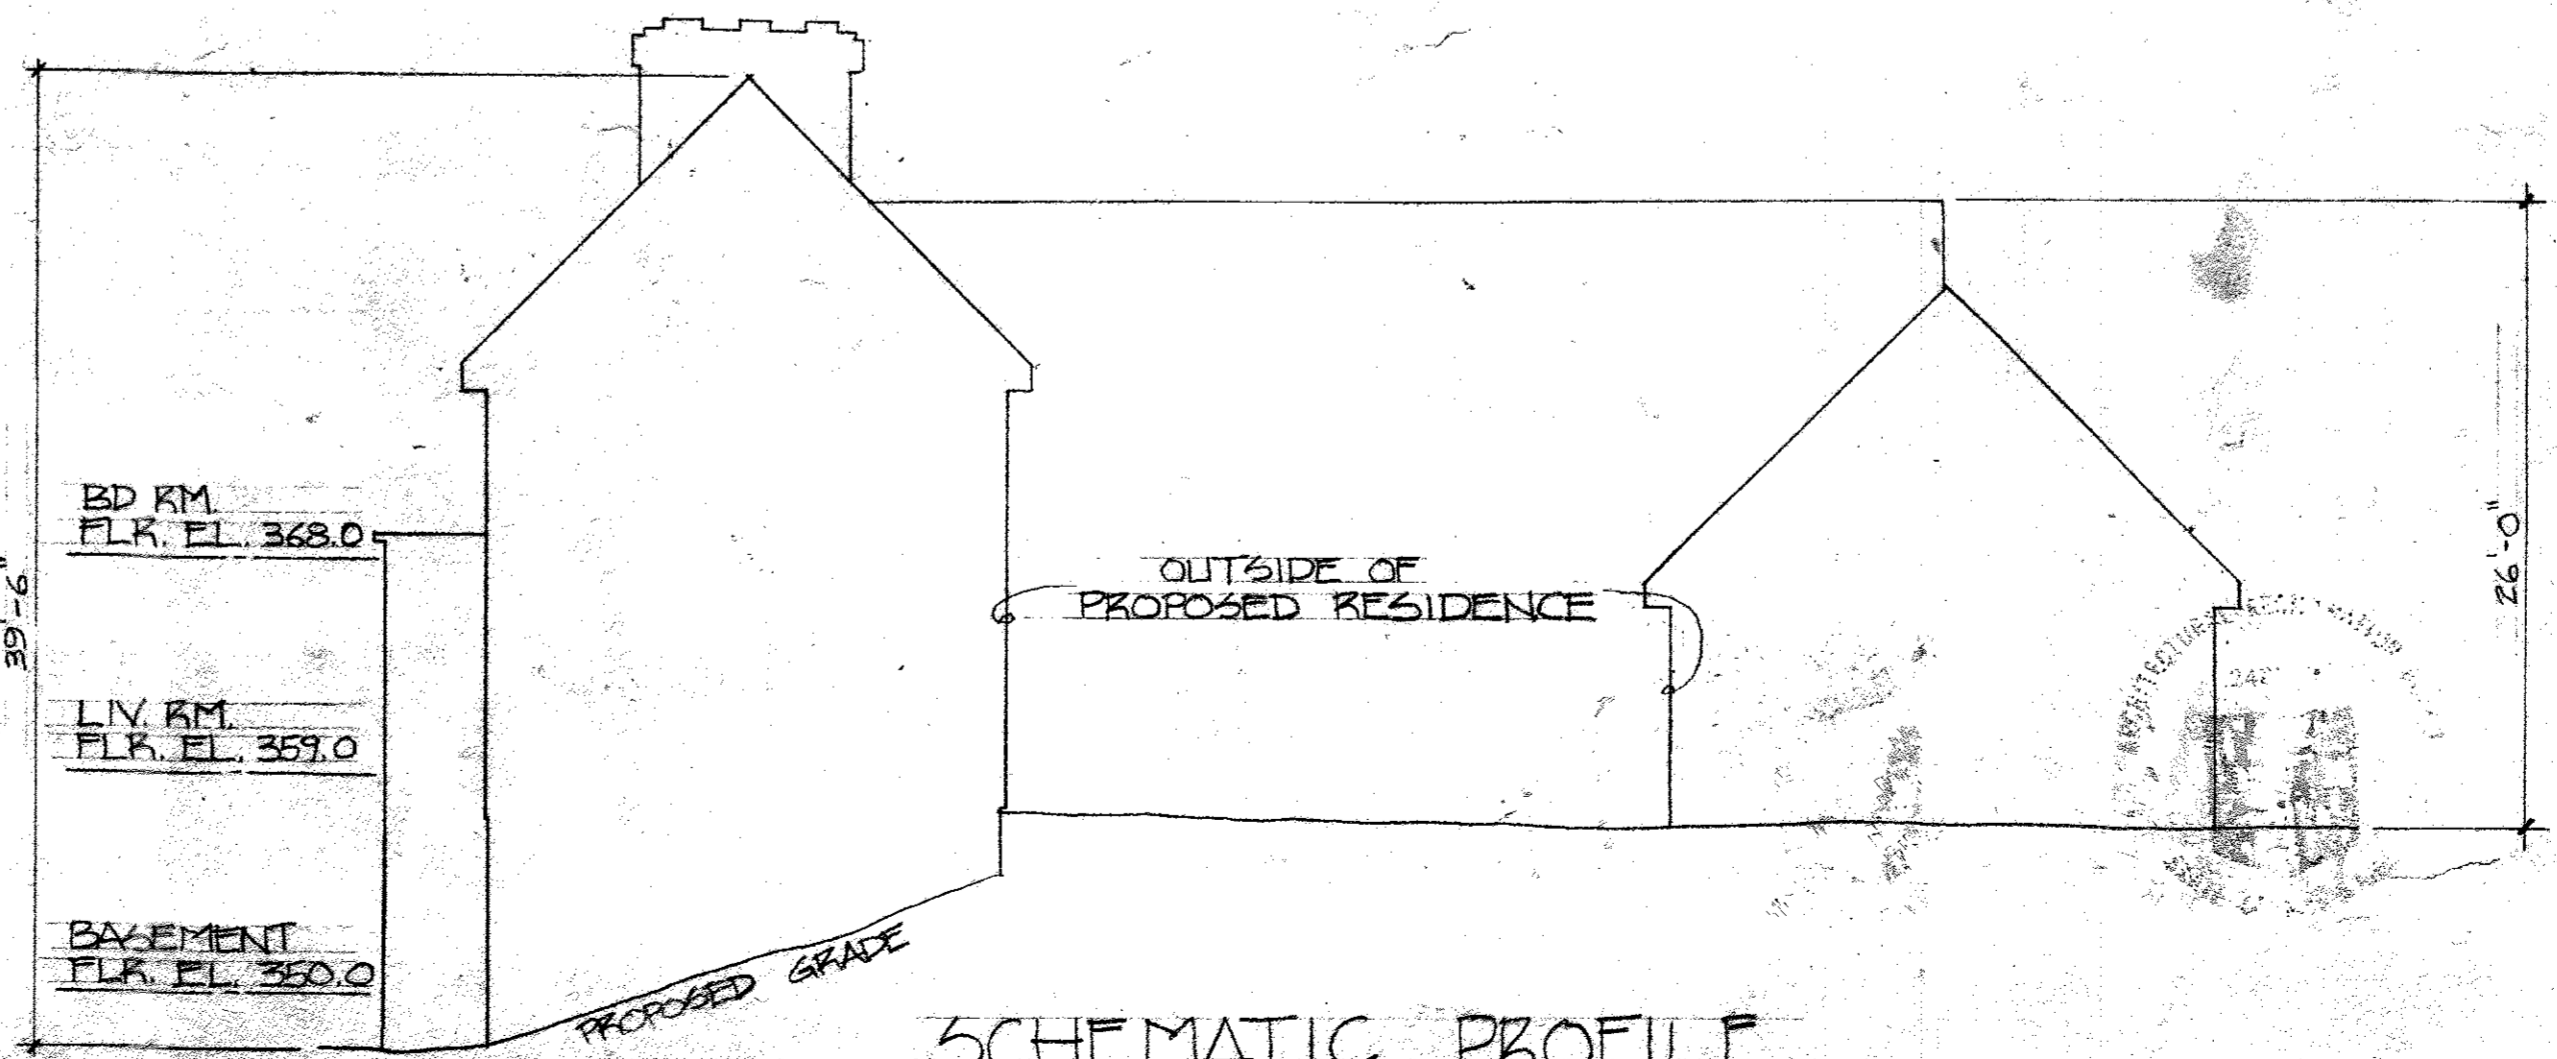 BD RM.
FLR. EL. 368.0
39'-6"
LIV. RM.
FLR. EL. 359.0
BASEMENT
FLR. EL. 350.0
OUTSIDE OF
PROPOSED RESIDENCE
26'-0"
PROPOSED GRADE
SCHEMATIC PROFILE